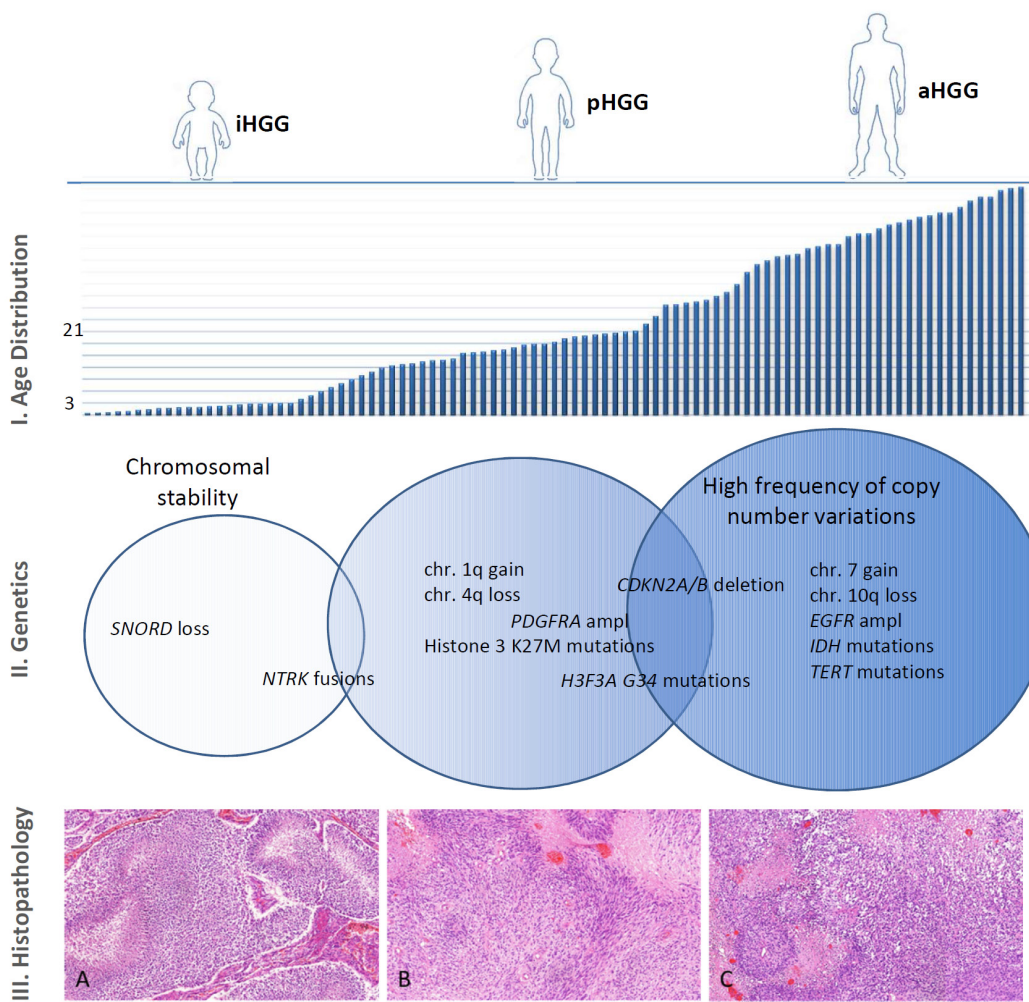 iHGG
pHGG
aHGG
I. Age Distribution
21
3
II. Genetics
Chromosomal
stability
SNORD loss
NTRK fusions
chr. 1q gain
chr. 4q loss
PDGFRA ampl
Histone 3 K27M mutations
CDKN2A/B deletion
H3F3A G34 mutations
High frequency of copy
number variations
chr. 7 gain
chr. 10q loss
EGFR ampl
IDH mutations
TERT mutations
III. Histopathology
A
B
C